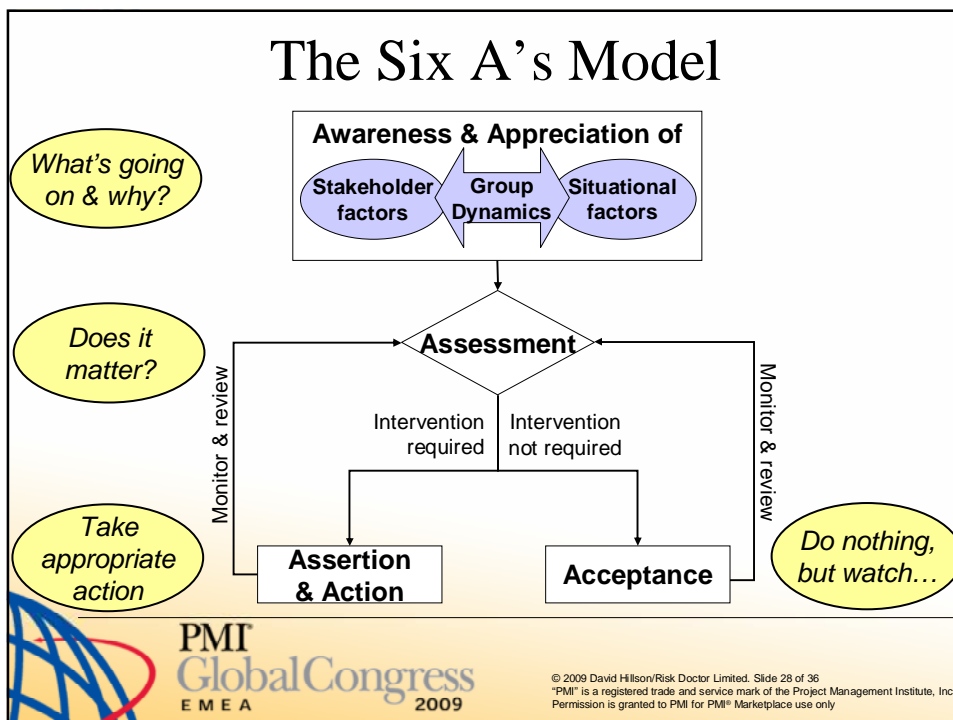 The Six A's Model
Awareness & Appreciation of
What's going
on & why?
Stakeholder
factors
Group
Dynamics
Situational
factors
Does it
matter?
Assessment
Monitor & review
Intervention
required
Intervention
not required
Monitor & review
Take
appropriate
action
Assertion
& Action
Acceptance
Do nothing,
but watch…
PMI®
Global Congress
EMEA 2009
© 2009 David Hillson/Risk Doctor Limited. Slide 28 of 36
“PMI” is a registered trade and service mark of the Project Management Institute, Inc
Permission is granted to PMI for PMI® Marketplace use only